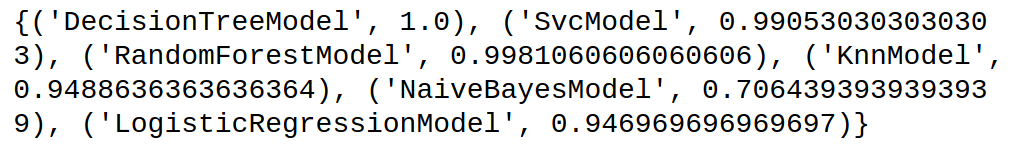 {('DecisionTreeModel', 1.0), ('SvcModel', 0.99053030303030
3), ('RandomForestModel', 0.9981060606060606), ('KnnModel',
0.9488636363636364), ('NaiveBayesModel', 0.706439393939393
9), ('LogisticRegressionModel', 0.946969696969697)}